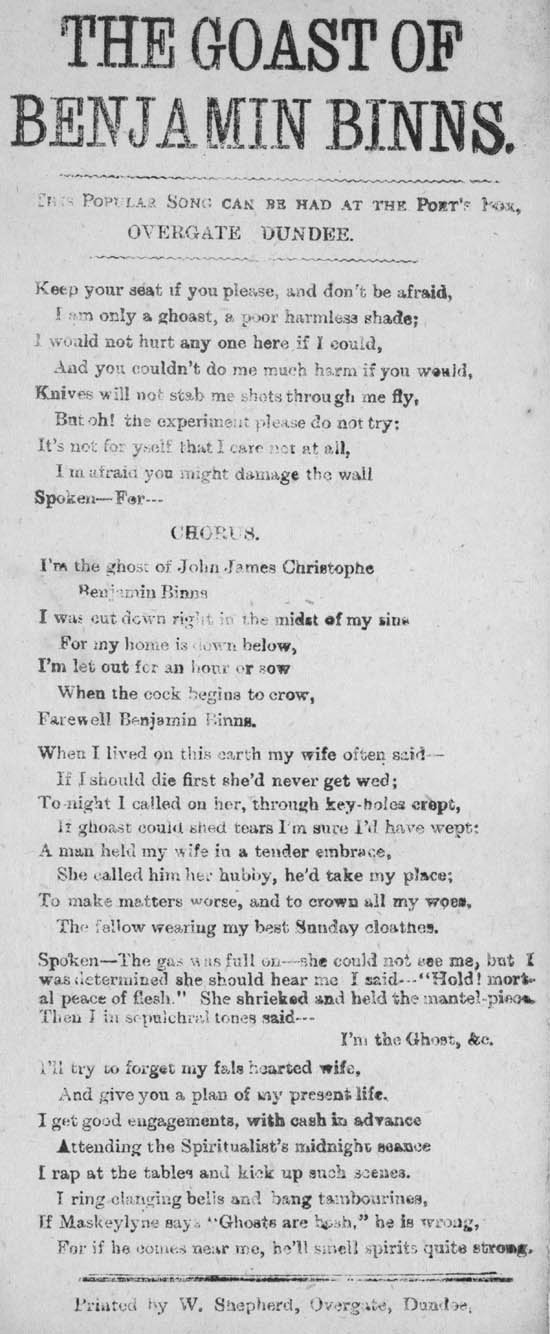 THE GOAST OF
BENJAMIN BINNS.
THIS POPULAR SONG CAN BE HAD AT THE POET'S BOX,
OVERGATE DUNDEE.
Keep your seat if you please, and don't be afraid,
I am only a ghoast, a poor harmless shade;
I would not hurt any one here if I could,
And you couldn't do me much harm if you would,
Knives will not stab me shots through me fly,
But oh! the experiment please do not try:
It's not for yself that I care not at all,
I m afraid you might damage the wall
Spoken—For---
CHORUS.
I'm the ghost of John James Christophe
Benjamin Binns
I was cut down right in the midst of my sins
For my home is down below,
I'm let out for an hour or sow
When the cock begins to crow,
Farewell Benjamin Binns.
When I lived on this earth my wife often said—
If I should die first she'd never get wed;
To-night I called on her, through key-holes crept,
If ghoast could shed tears I'm sure I'd have wept:
A man held my wife in a tender embrace,
She called him her hubby, he'd take my place;
To make matters worse, and to crown all my woes,
The fellow wearing my best Sunday cloathes.
Spoken—The gas was full on—she could not see me, but I
was determined she should hear me I said---"Hold! mort-
al peace of flesh." She shrieked and held the mantel-piece
Then I in sepulchral tones said---
I'm the Ghost, &c.
I'll try to forget my fals hearted wife,
And give you a plan of my present life.
I get good engagements, with cash in advance
Attending the Spiritualist's midnight seance
I rap at the tables and kick up such scenes.
I ring clanging bells and bang tambourines,
If Maskeylyne says "Ghosts are bosh," he is wrong,
For if he comes near me, he'll smell spirits quite strong.
Printed by W. Shepherd, Overgate, Dundee,